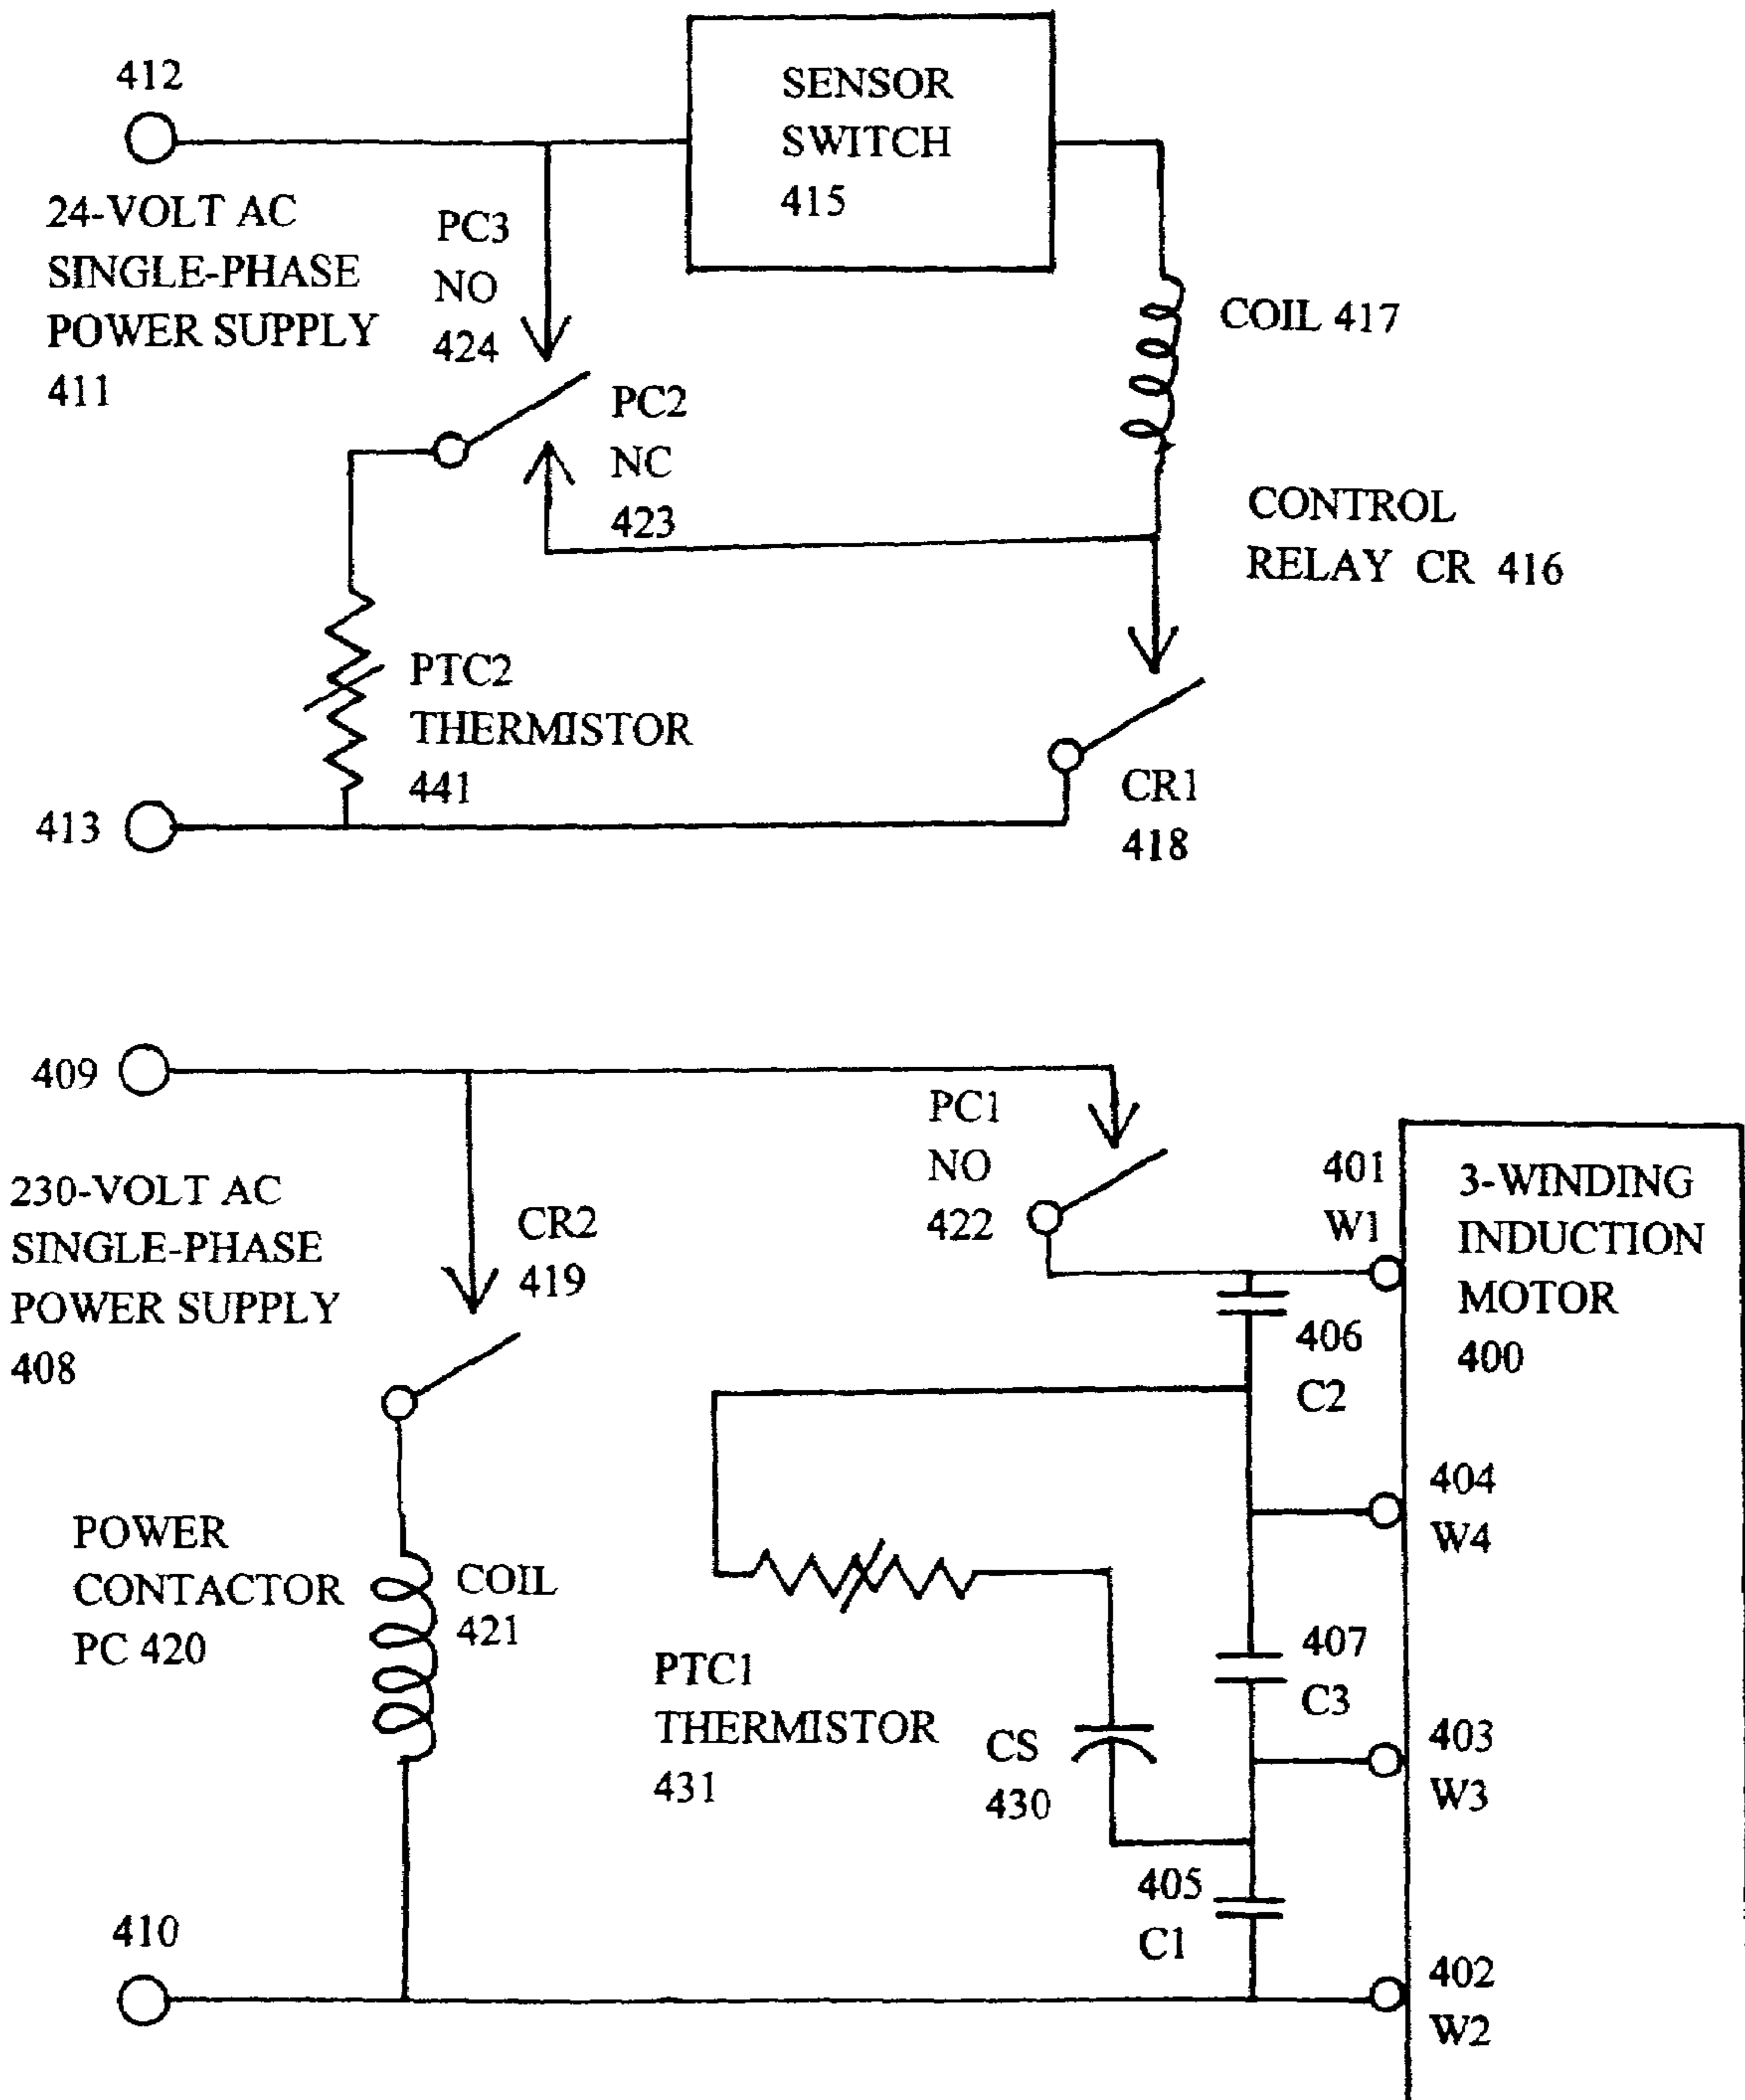 412
SENSOR
SWITCH
415
24-VOLT AC
SINGLE-PHASE
POWER SUPPLY
411
PC3
NO
424
COIL 417
PC2
NC
423
CONTROL
RELAY CR 416
PTC2
THERMISTOR
441
413
CR1
418
409
PC1
NO
422
401
W1
3-WINDING
INDUCTION
MOTOR
400
230-VOLT AC
SINGLE-PHASE
POWER SUPPLY
408
CR2
419
406
C2
404
W4
POWER
CONTACTOR
PC 420
COIL
421
407
C3
PTC1
THERMISTOR
431
CS
430
403
W3
405
C1
410
402
W2